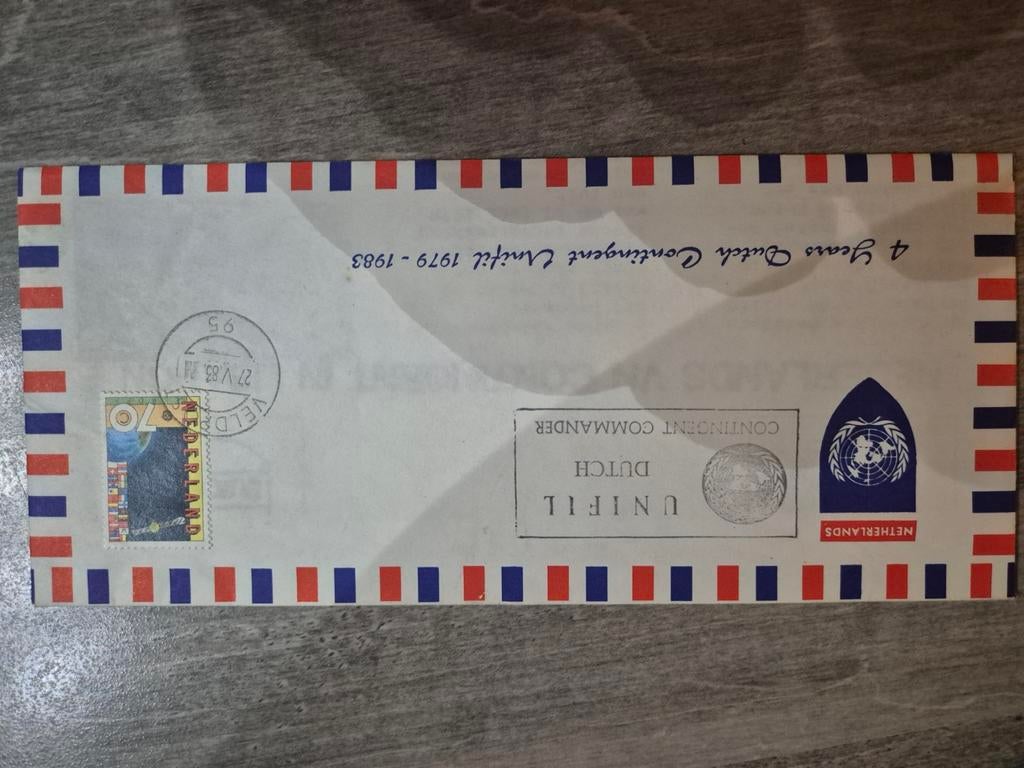 NETHERLANDS
UNIFIL
DUTCH
CONTINGENT COMMANDER
NEDERLAND
70
27.V.83
95
4 Years Dutch Contingent Unifil 1979 - 1983